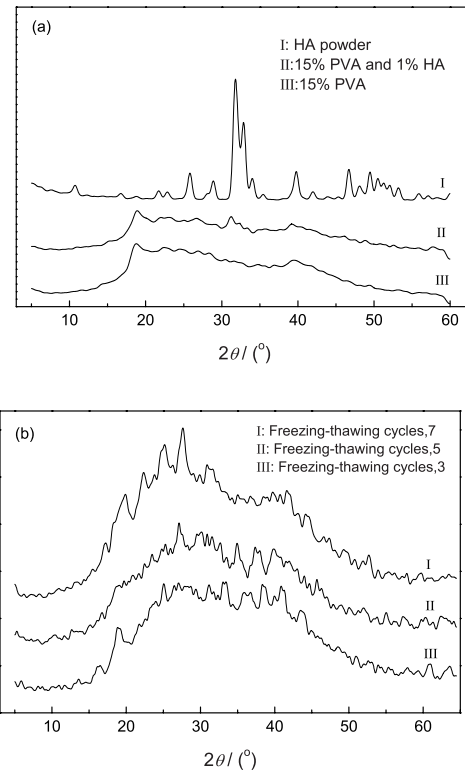 (a)
I: HA powder
II:15% PVA and 1% HA
III:15% PVA
I
II
III
10 20 30 40 50 60
2θ/ (o)
(b)
I: Freezing-thawing cycles,7
II: Freezing-thawing cycles,5
III: Freezing-thawing cycles,3
I
II
III
10 20 30 40 50 60
2θ/ (o)